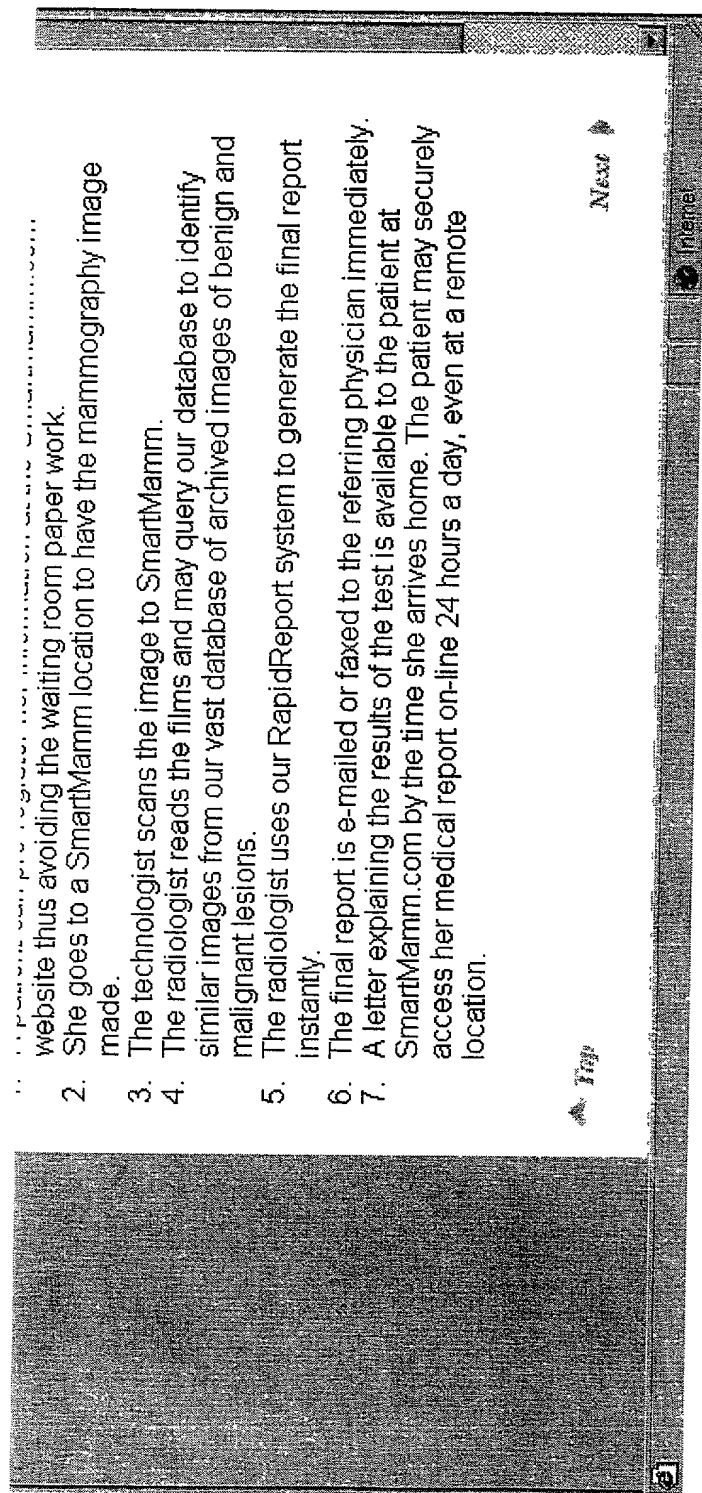 website thus avoiding the waiting room paper work.
2. She goes to a SmartMamm location to have the mammography image
made.
3. The technologist scans the image to SmartMamm.
4. The radiologist reads the films and may query our database to identify
similar images from our vast database of archived images of benign and
malignant lesions.
5. The radiologist uses our RapidReport system to generate the final report
instantly.
6. The final report is e-mailed or faxed to the referring physician immediately.
7. A letter explaining the results of the test is available to the patient at
SmartMamm.com by the time she arrives home. The patient may securely
access her medical report on-line 24 hours a day, even at a remote
location.
Top
Next
Internet